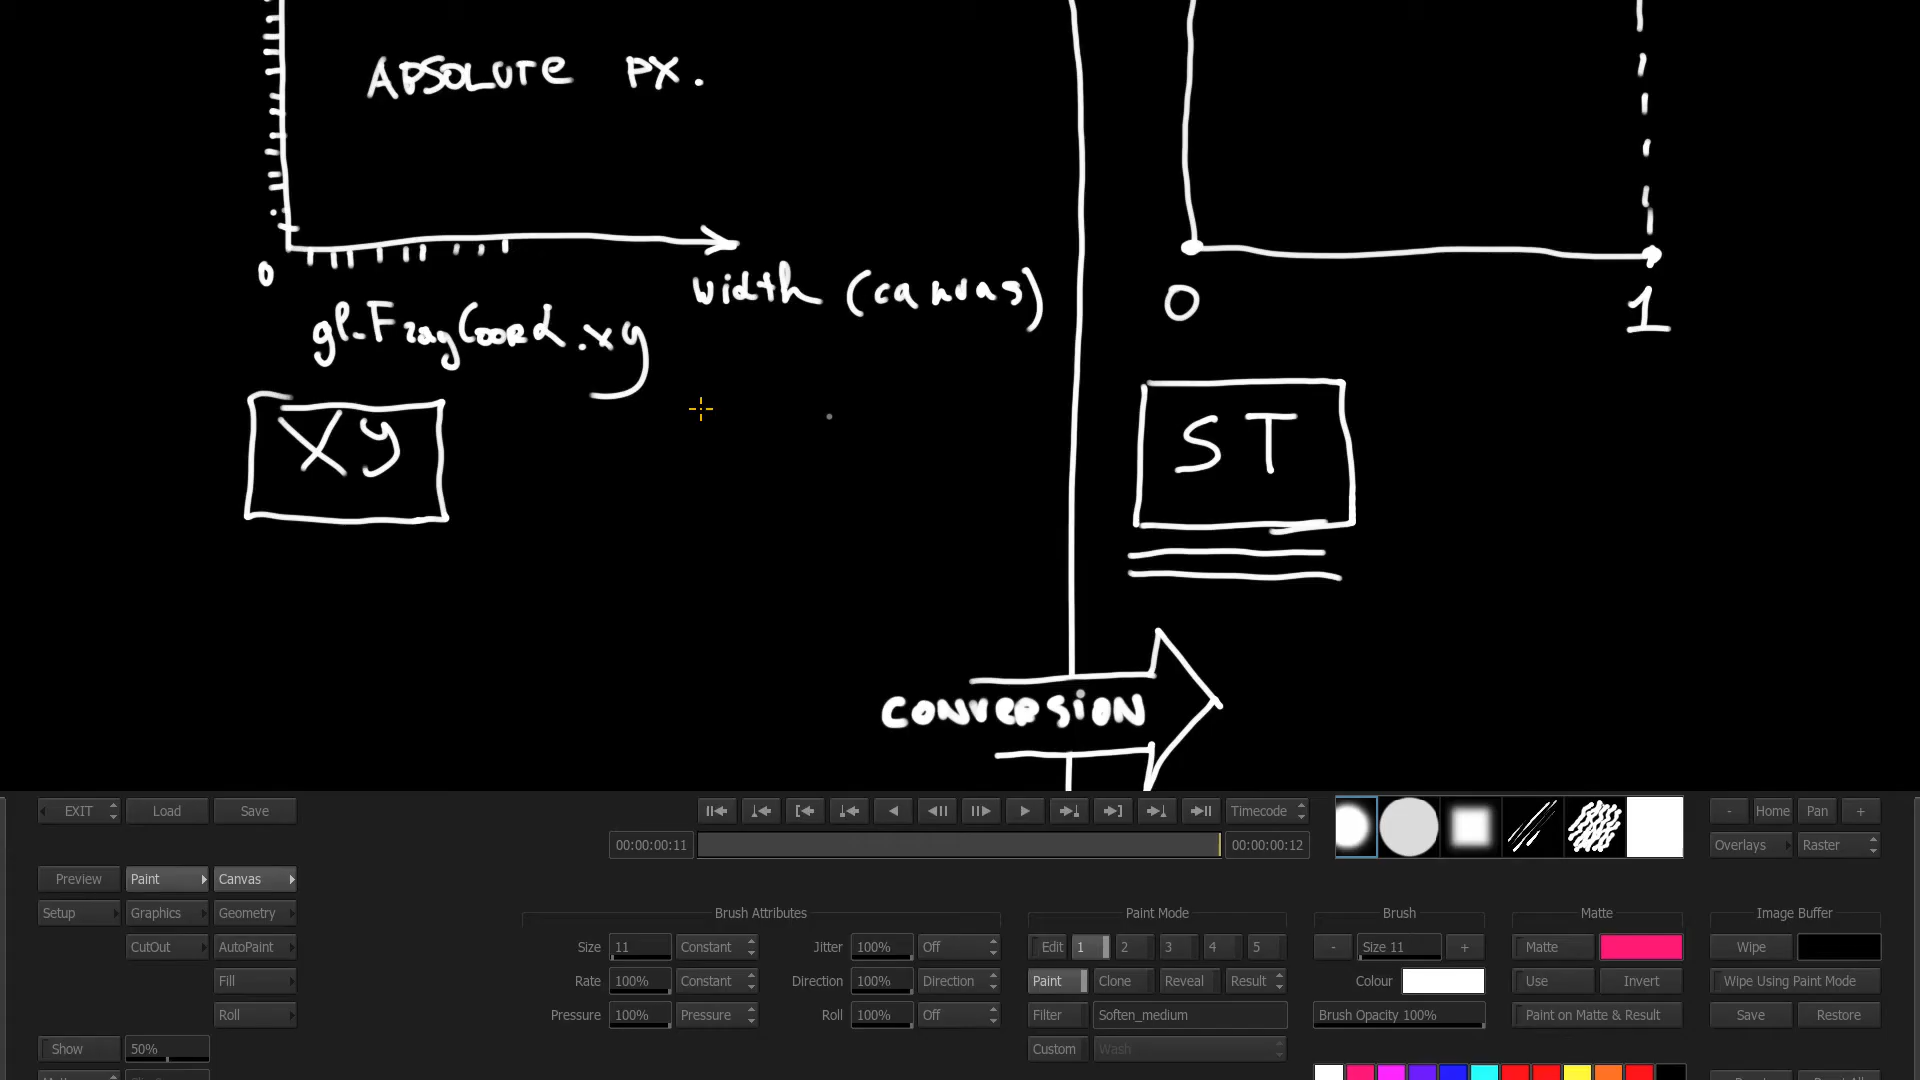 APSOLUTE PX.
0
width (canvas)
gl_FragCoord.xy
XY
0
1
ST
CONVERSION
EXIT
Load
Save
Timecode
-
Home
Pan
+
00:00:00:11
00:00:00:12
Overlays
Raster
Preview
Paint
Canvas
Setup
Graphics
Geometry
CutOut
AutoPaint
Fill
Roll
Show
50%
Brush Attributes
Size 11 Constant
Jitter 100% Off
Rate 100% Constant
Direction 100% Direction
Pressure 100% Pressure
Roll 100% Off
Paint Mode
Edit 1 2 3 4 5
Paint Clone Reveal Result
Filter Soften_medium
Custom Wash
Brush
- Size 11 +
Colour
Brush Opacity 100%
Matte
Matte
Use Invert
Paint on Matte & Result
Image Buffer
Wipe
Wipe Using Paint Mode
Save Restore